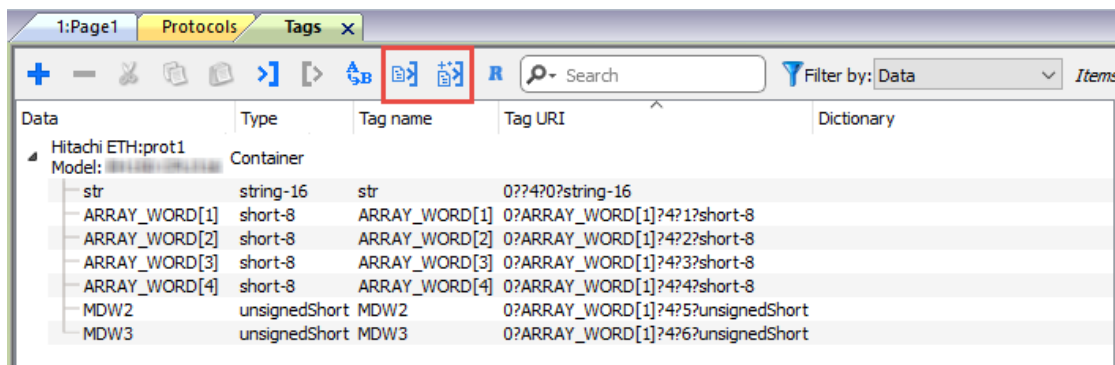 1:Page1 Protocols Tags x
R Search Filter by: Data Items
Data Type Tag name Tag URI Dictionary
Hitachi ETH:prot1
Model: Container
str string-16 str 0??4?0?string-16
ARRAY_WORD[1] short-8 ARRAY_WORD[1] 0?ARRAY_WORD[1]?4?1?short-8
ARRAY_WORD[2] short-8 ARRAY_WORD[2] 0?ARRAY_WORD[1]?4?2?short-8
ARRAY_WORD[3] short-8 ARRAY_WORD[3] 0?ARRAY_WORD[1]?4?3?short-8
ARRAY_WORD[4] short-8 ARRAY_WORD[4] 0?ARRAY_WORD[1]?4?4?short-8
MDW2 unsignedShort MDW2 0?ARRAY_WORD[1]?4?5?unsignedShort
MDW3 unsignedShort MDW3 0?ARRAY_WORD[1]?4?6?unsignedShort